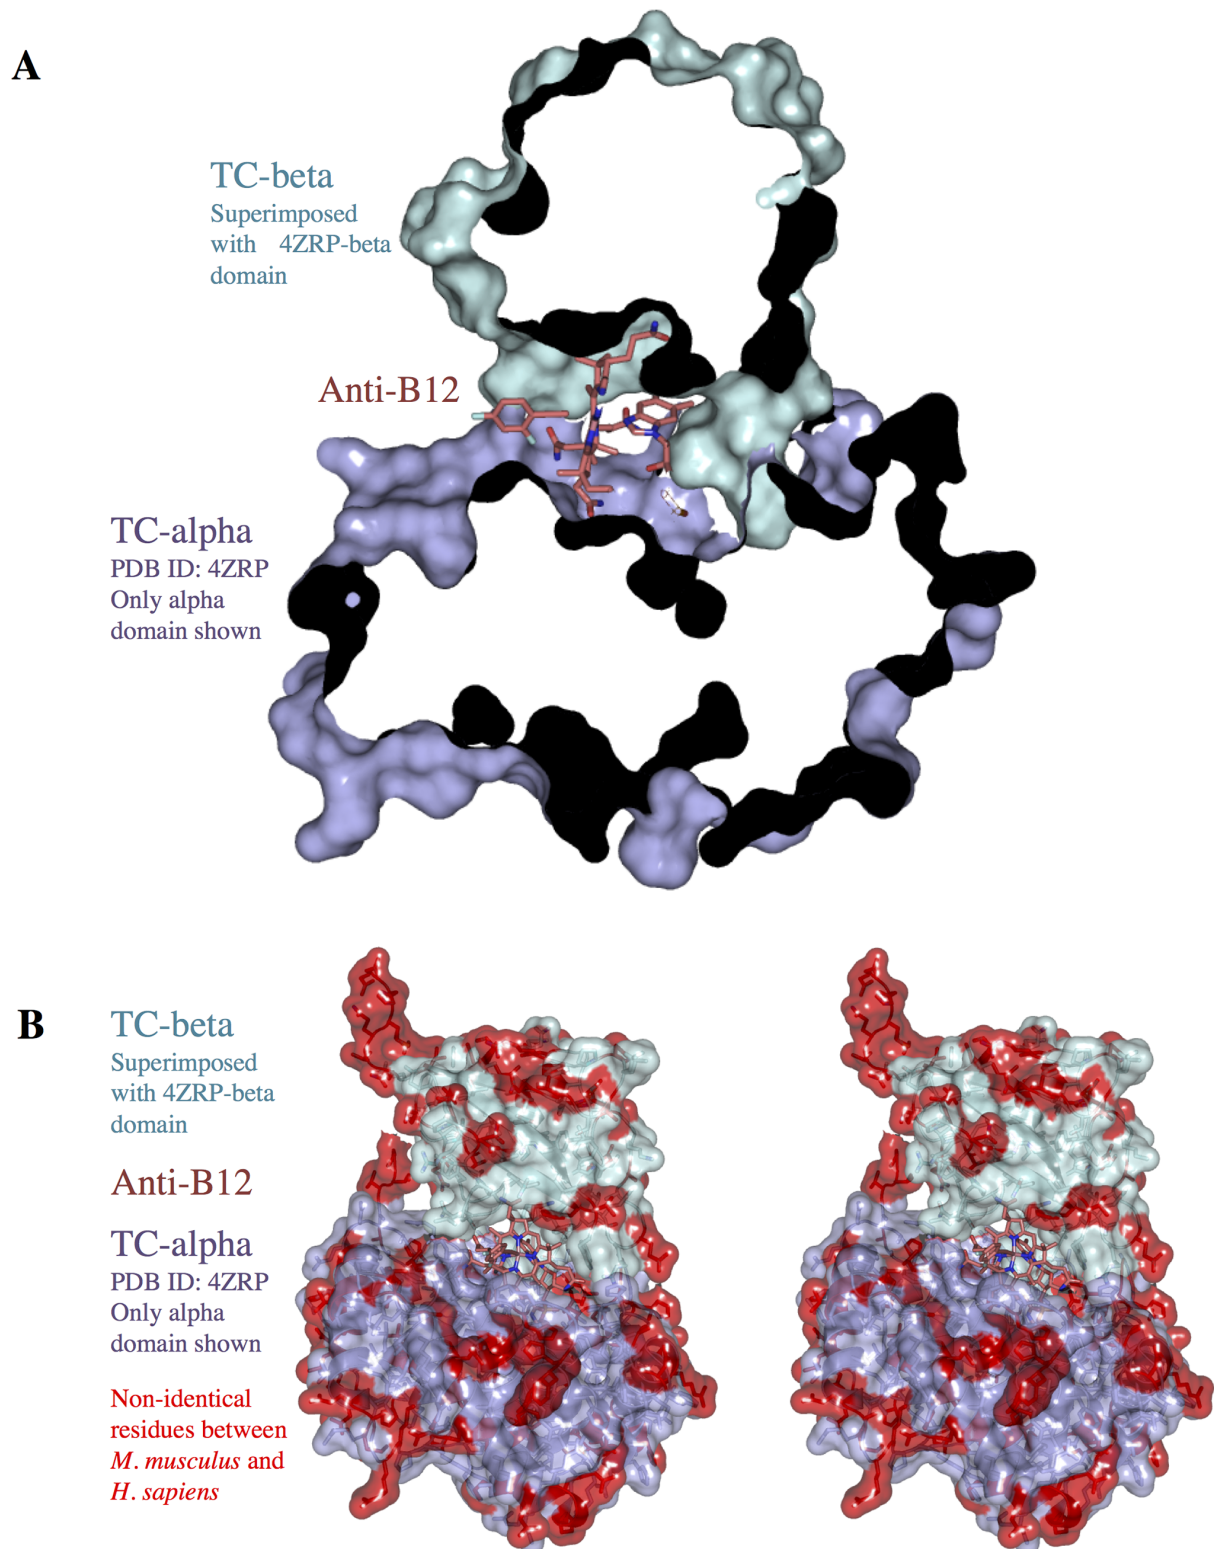 A
TC-beta
Superimposed
with 4ZRP-beta
domain
Anti-B12
TC-alpha
PDB ID: 4ZRP
Only alpha
domain shown
B
TC-beta
Superimposed
with 4ZRP-beta
domain
Anti-B12
TC-alpha
PDB ID: 4ZRP
Only alpha
domain shown
Non-identical
residues between
M. musculus and
H. sapiens